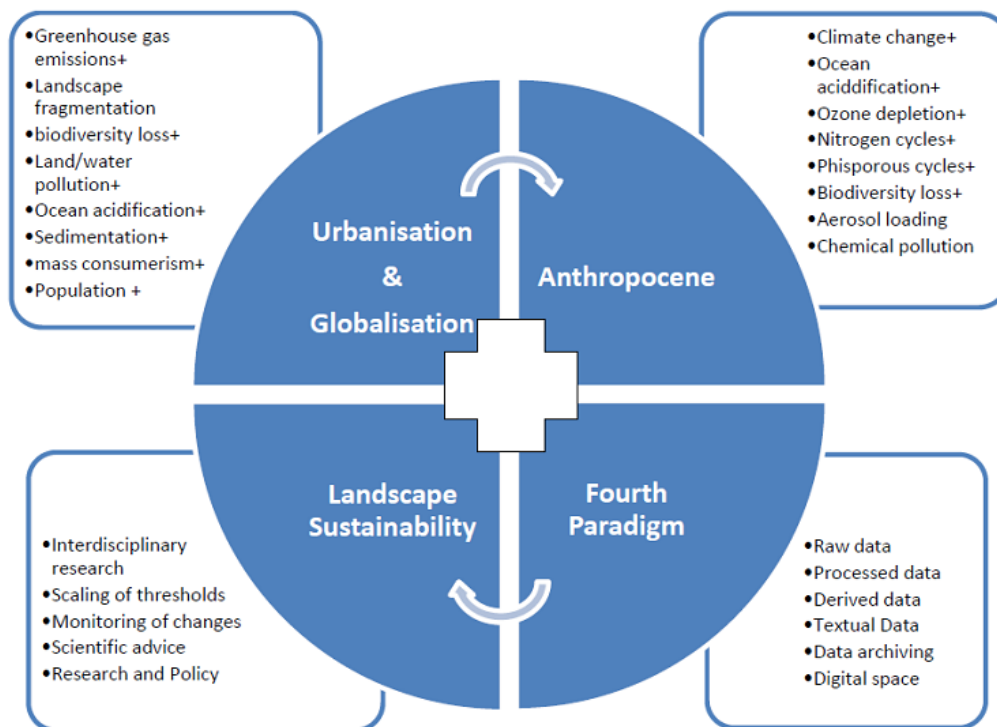 •Greenhouse gas
emissions+
•Landscape
fragmentation
•biodiversity loss+
•Land/water
pollution+
•Ocean acidification+
•Sedimentation+
•mass consumerism+
•Population +
•Climate change+
•Ocean
aciddification+
•Ozone depletion+
•Nitrogen cycles+
•Phisporous cycles+
•Biodiversity loss+
•Aerosol loading
•Chemical pollution
Urbanisation
&
Globalisation
Anthropocene
Landscape
Sustainability
Fourth
Paradigm
•Interdisciplinary
research
•Scaling of thresholds
•Monitoring of changes
•Scientific advice
•Research and Policy
•Raw data
•Processed data
•Derived data
•Textual Data
•Data archiving
•Digital space